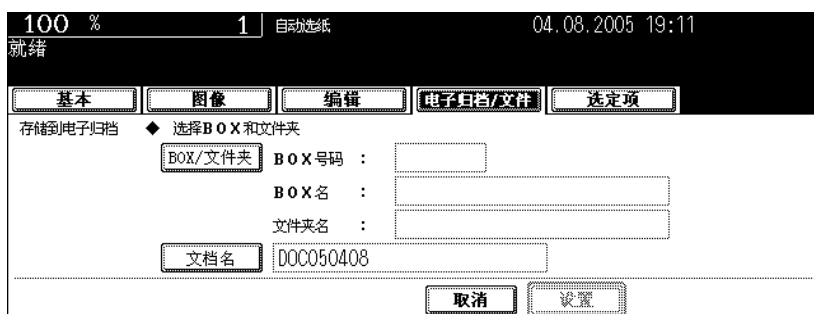 100 % 1 自动选纸 04.08.2005 19:11
就绪
基本 图像 编辑 电子归档/文件 选定项
存储到电子归档 ◆ 选择BOX和文件夹
BOX/文件夹 BOX号码 :
BOX名 :
文件夹名 :
文档名 DOC050408
取消 设置